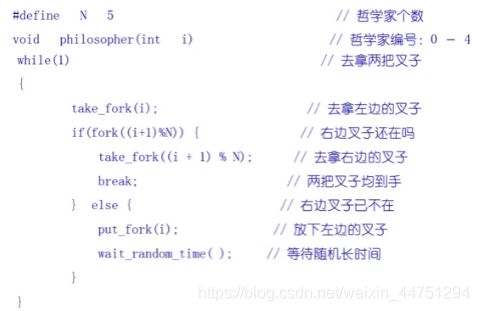 #define N 5 // 哲学家个数
void philosopher(int i) // 哲学家编号: 0 - 4
while(1) // 去拿两把叉子
{
take_fork(i); // 去拿左边的叉子
if(fork((i+1)%N)) { // 右边叉子还在吗
take_fork((i + 1) % N); // 去拿右边的叉子
break; // 两把叉子均到手
} else { // 右边叉子已不在
put_fork(i); // 放下左边的叉子
wait_random_time( ); // 等待随机长时间
}
}
https://blog.csdn.net/weixin_44751294